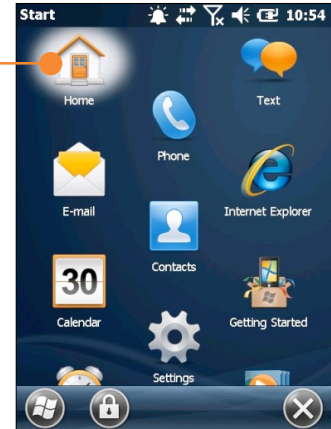 Start 10:54
Home
Text
Phone
E-mail
Internet Explorer
Contacts
30
Calendar
Getting Started
Settings